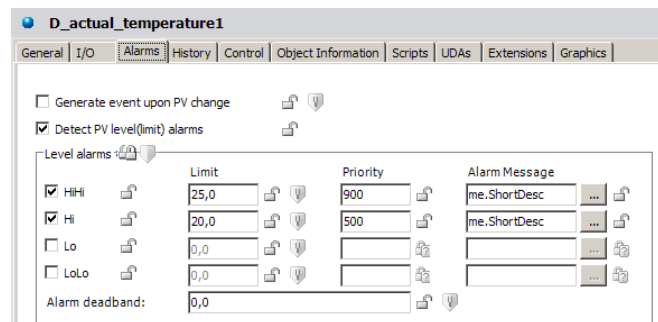 D_actual_temperature1
General I/O Alarms History Control Object Information Scripts UDAs Extensions Graphics
Generate event upon PV change
Detect PV level(limit) alarms
Level alarms
Limit Priority Alarm Message
HiHi 25,0 900 me.ShortDesc ...
Hi 20,0 500 me.ShortDesc ...
Lo 0,0 ...
LoLo 0,0 ...
Alarm deadband: 0,0